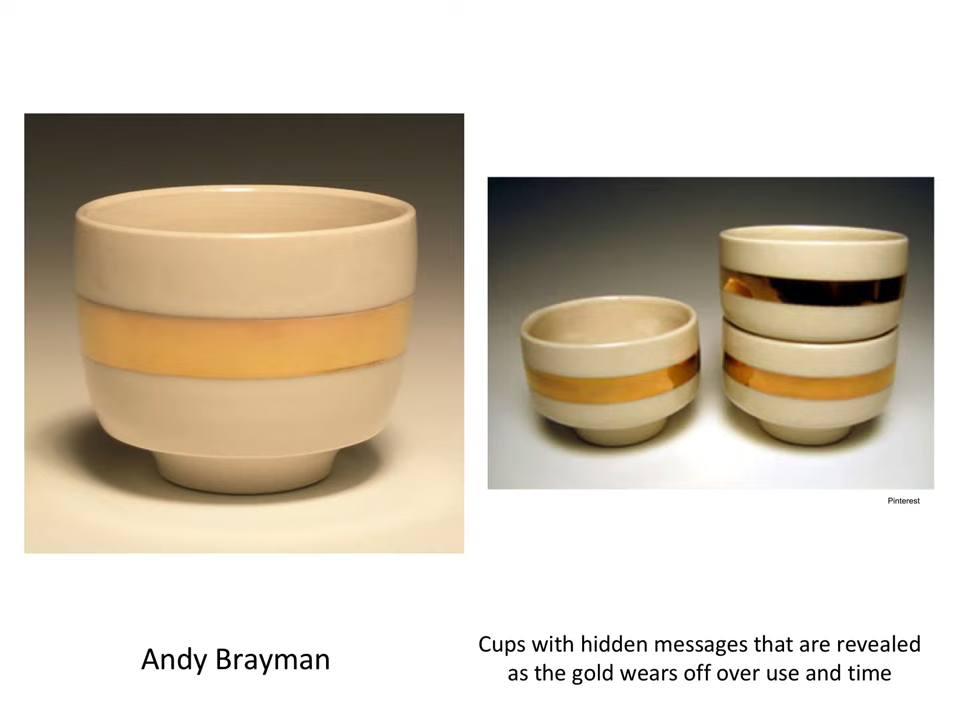 Pinterest
Andy Brayman
Cups with hidden messages that are revealed
as the gold wears off over use and time